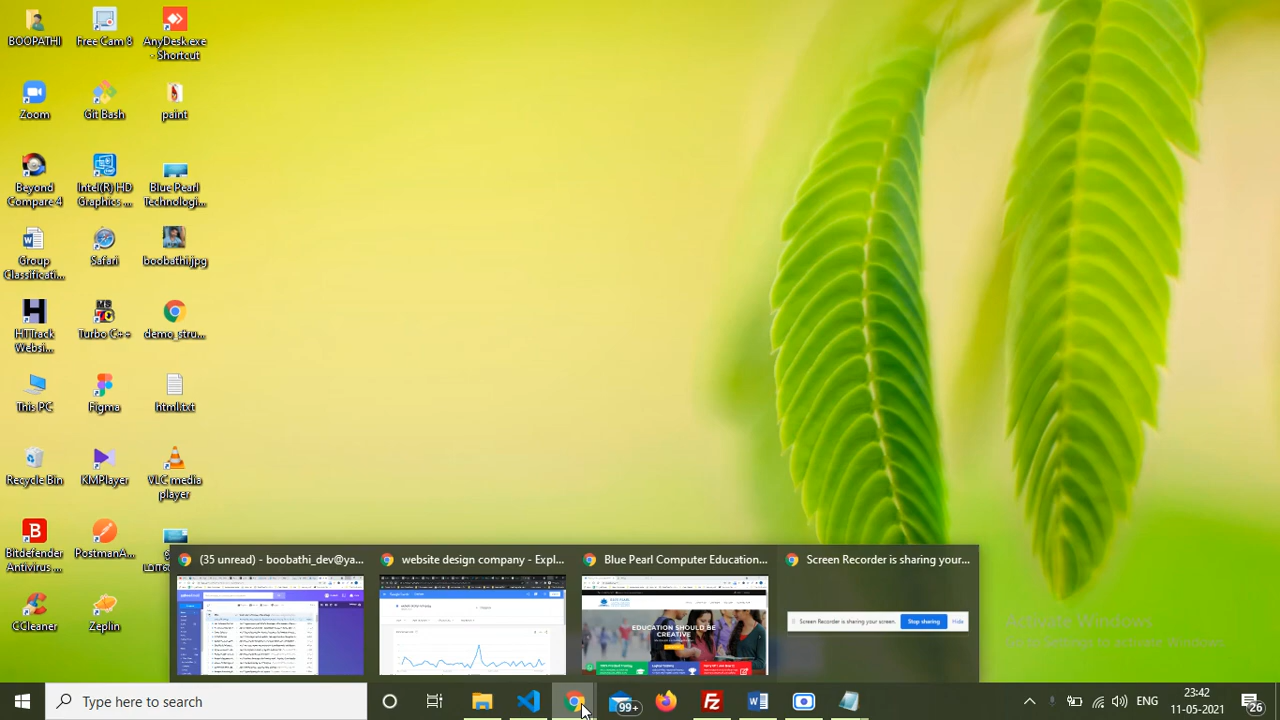 BOOPATHI
Free Cam 8
AnyDesk.exe
- Shortcut
Zoom
Git Bash
paint
Beyond
Compare 4
Intel(R) HD
Graphics ...
Blue Pearl
Technologi...
Group
Classificati...
Safari
boobathi.jpg
HTTrack
Websi...
Turbo C++
demo_stru...
This PC
Figma
html.txt
Recycle Bin
KMPlayer
VLC media
player
Bitdefender
Antivirus ...
PostmanA...
CCleaner
Zeplin
(35 unread) - boobathi_dev@ya...
website design company - Expl...
Blue Pearl Computer Education...
Screen Recorder is sharing your...
EDUCATION SHOULD BE
CREATIVE
Screen Recorder is sharing your screen.
Stop sharing
Hide
Type here to search
99+
ENG
23:42
11-05-2021
26